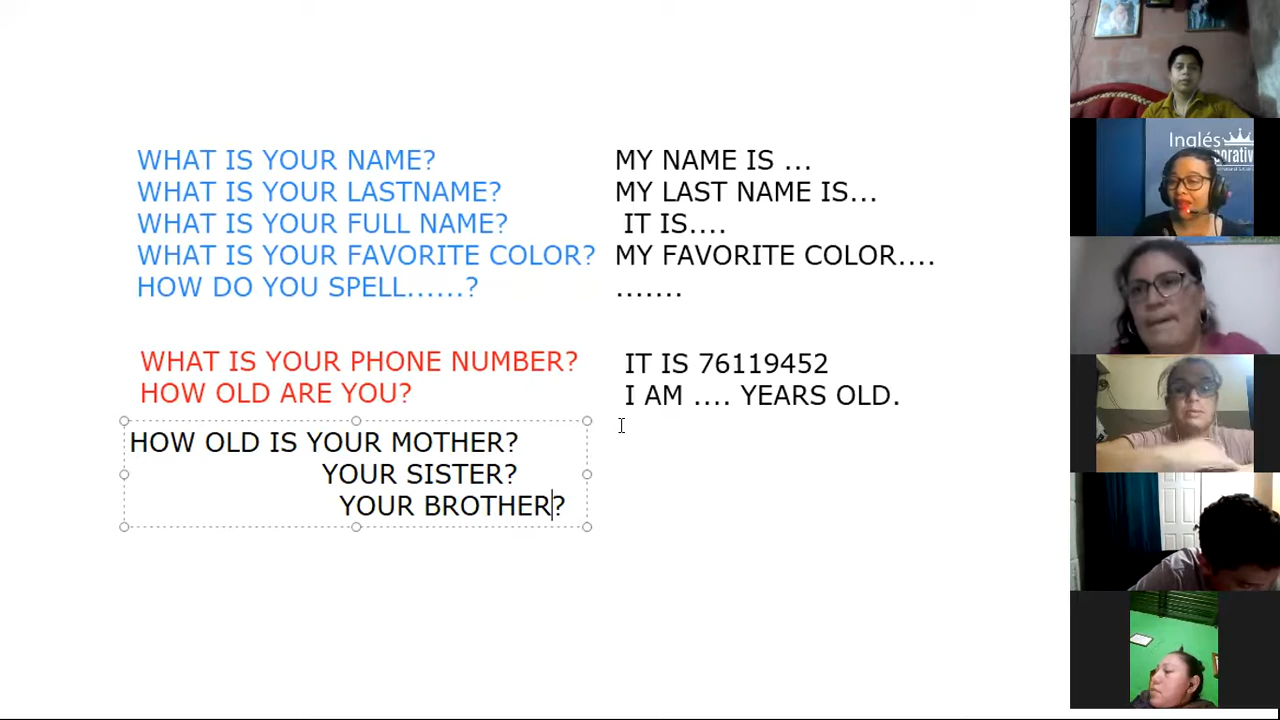 WHAT IS YOUR NAME? MY NAME IS ...
WHAT IS YOUR LASTNAME? MY LAST NAME IS...
WHAT IS YOUR FULL NAME? IT IS....
WHAT IS YOUR FAVORITE COLOR? MY FAVORITE COLOR....
HOW DO YOU SPELL......? .......
WHAT IS YOUR PHONE NUMBER? IT IS 76119452
HOW OLD ARE YOU? I AM .... YEARS OLD.
HOW OLD IS YOUR MOTHER?
YOUR SISTER?
YOUR BROTHER?
Inglés